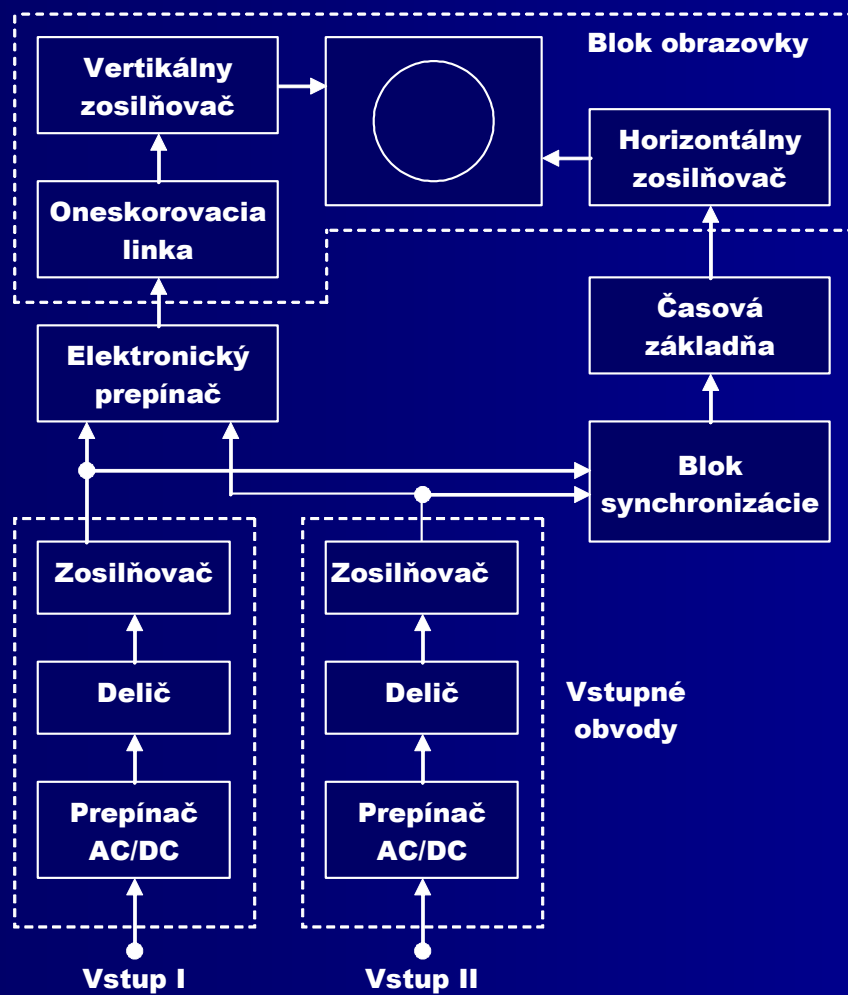 Blok obrazovky
Vertikálny
zosilňovač
Horizontálny
zosilňovač
Oneskorovacia
linka
Časová
základňa
Elektronický
prepínač
Blok
synchronizácie
Zosilňovač
Zosilňovač
Delič
Delič
Vstupné
obvody
Prepínač
AC/DC
Prepínač
AC/DC
Vstup I
Vstup II